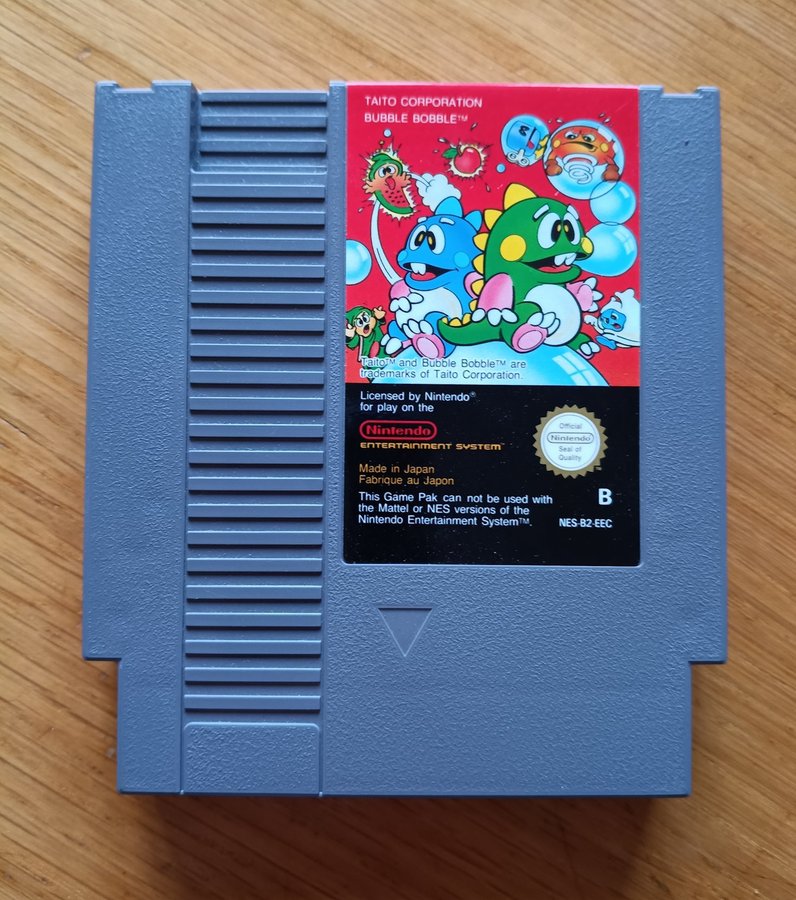 TAITO CORPORATION
BUBBLE BOBBLE™
Taito™ and Bubble Bobble™ are
trademarks of Taito Corporation.
Licensed by Nintendo®
for play on the
Nintendo
ENTERTAINMENT SYSTEM™
Made in Japan
Fabrique au Japon
This Game Pak can not be used with
the Mattel or NES versions of the
Nintendo Entertainment System™.
Official
Nintendo
Seal of
Quality
B
NES-B2-EEC